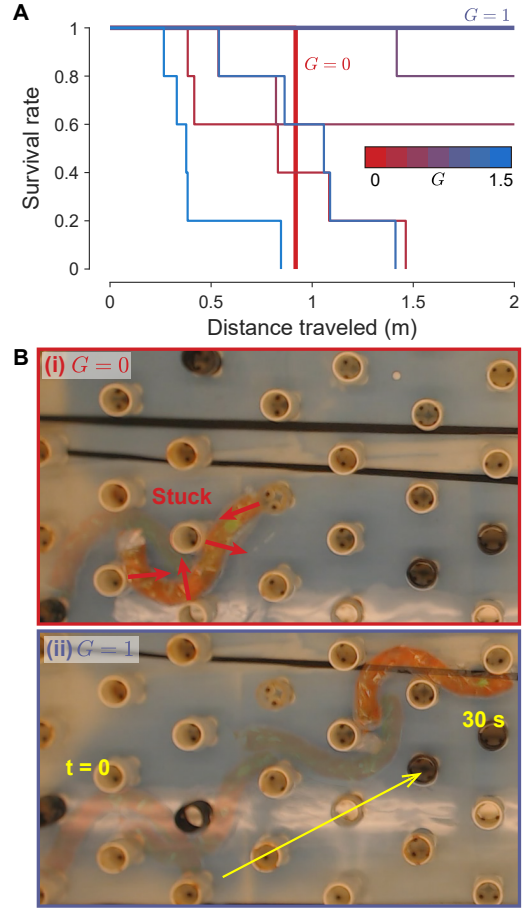 A
G = 1
G = 0
Survival rate
1
0.8
0.6
0.4
0.2
0
0
G
1.5
0
0.5
1
1.5
2
Distance traveled (m)
B
(i) G = 0
Stuck
(ii) G = 1
t = 0
30 s